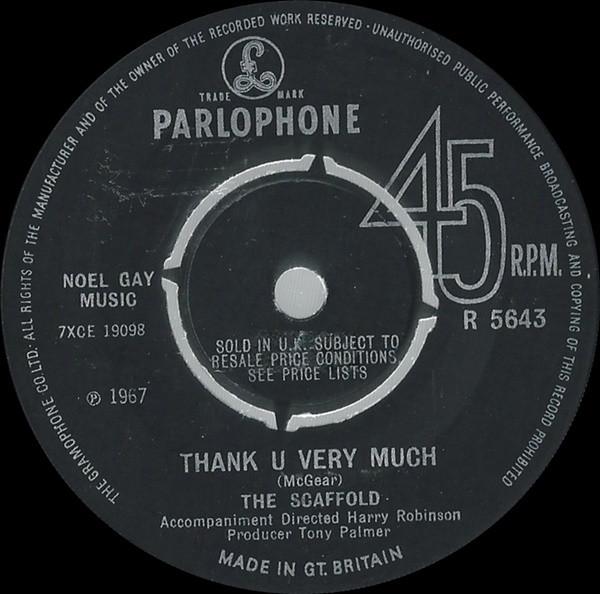 THE GRAMOPHONE CO. LTD. ALL RIGHTS OF THE MANUFACTURER AND OF THE OWNER OF THE RECORDED WORK RESERVED · UNAUTHORISED PUBLIC PERFORMANCE BROADCASTING AND COPYING OF THIS RECORD PROHIBITED
£
TRADE MARK
PARLOPHONE
45
R.P.M.
NOEL GAY
MUSIC
R 5643
7XCE 19098
SOLD IN U.K. SUBJECT TO
RESALE PRICE CONDITIONS
SEE PRICE LISTS
℗ 1967
THANK U VERY MUCH
(McGear)
THE SCAFFOLD
Accompaniment Directed Harry Robinson
Producer Tony Palmer
MADE IN GT. BRITAIN